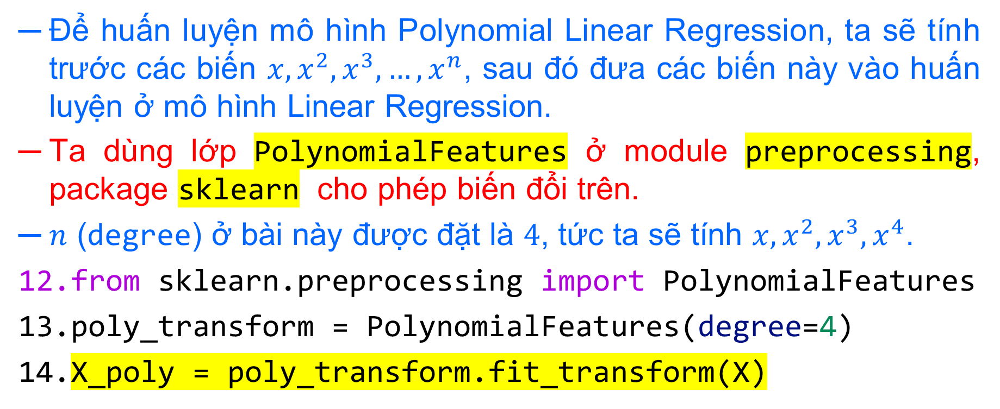 — Để huấn luyện mô hình Polynomial Linear Regression, ta sẽ tính
trước các biến x, x², x³, … , xⁿ, sau đó đưa các biến này vào huấn
luyện ở mô hình Linear Regression.
— Ta dùng lớp PolynomialFeatures ở module preprocessing,
package sklearn cho phép biến đổi trên.
— n (degree) ở bài này được đặt là 4, tức ta sẽ tính x, x², x³, x⁴.
12.from sklearn.preprocessing import PolynomialFeatures
13.poly_transform = PolynomialFeatures(degree=4)
14.X_poly = poly_transform.fit_transform(X)